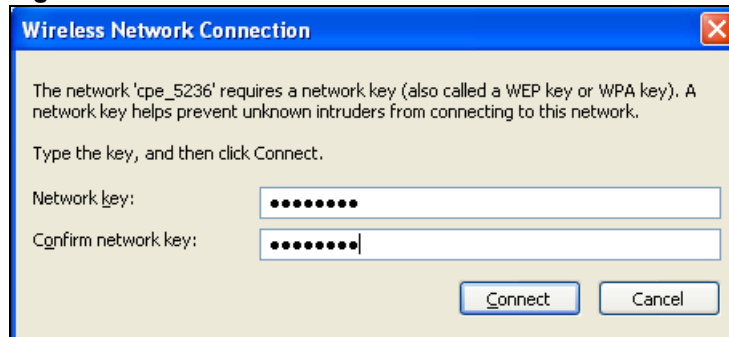 Wireless Network Connection
The network 'cpe_5236' requires a network key (also called a WEP key or WPA key). A
network key helps prevent unknown intruders from connecting to this network.
Type the key, and then click Connect.
Network key: ●●●●●●●●
Confirm network key: ●●●●●●●●
Connect Cancel